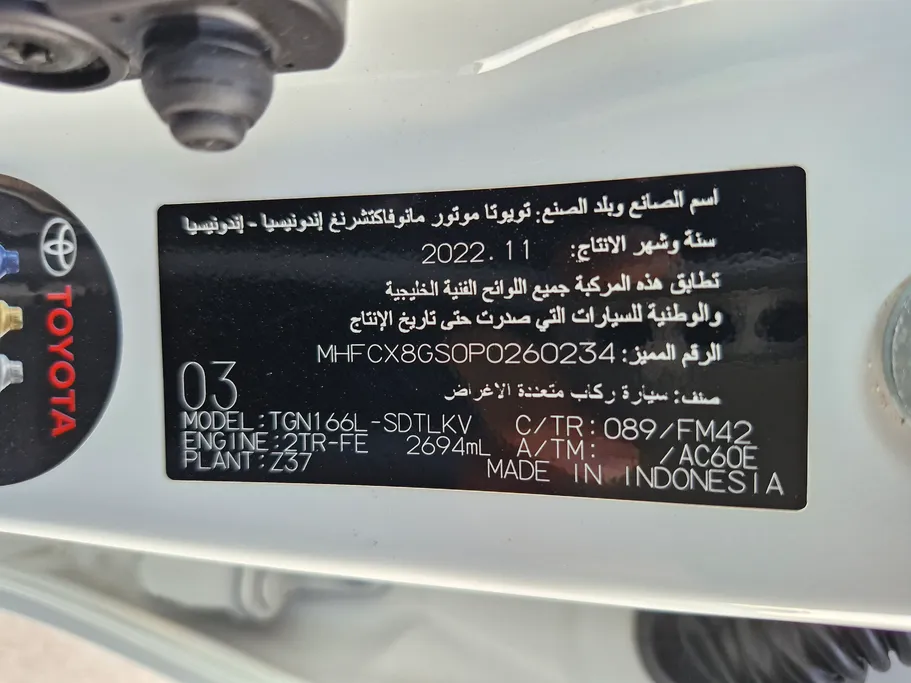 TOYOTA
اسم الصانع وبلد الصنع: تويوتا موتور مانوفاكتشرنغ إندونيسيا - إندونيسيا
سنة وشهر الانتاج: 2022.11
تطابق هذه المركبة جميع اللوائح الفنية الخليجية
والوطنية للسيارات التي صدرت حتى تاريخ الإنتاج
الرقم المميز: MHFCX8GS0P0260234
صنف: سيارة ركاب متعددة الاغراض
03
MODEL:TGN166L-SDTLKV C/TR:089/FM42
ENGINE:2TR-FE 2694mL A/TM: /AC60E
PLANT:Z37 MADE IN INDONESIA